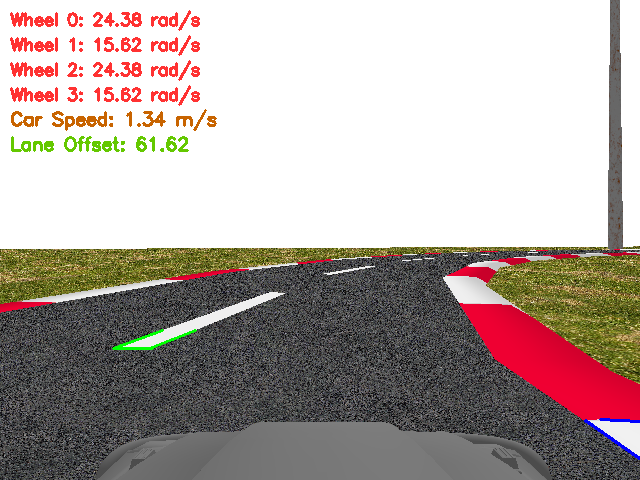 Wheel 0: 24.38 rad/s
Wheel 1: 15.62 rad/s
Wheel 2: 24.38 rad/s
Wheel 3: 15.62 rad/s
Car Speed: 1.34 m/s
Lane Offset: 61.62